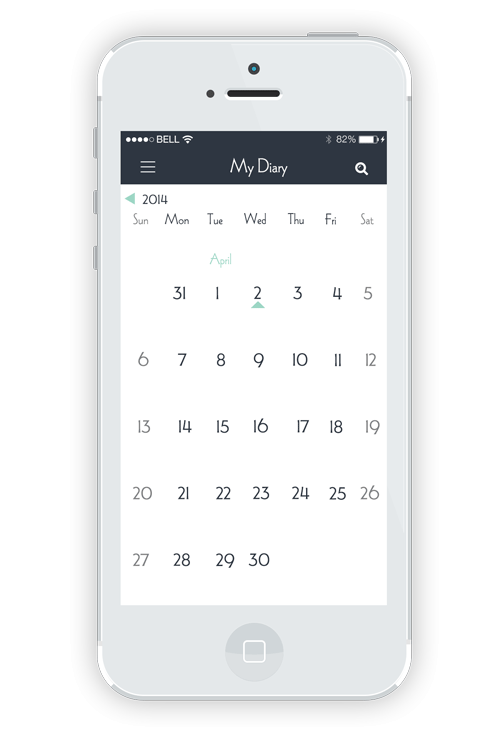 BELL 82%
My Diary
2014
Sun Mon Tue Wed Thu Fri Sat
April
31 1 2 3 4 5
6 7 8 9 10 11 12
13 14 15 16 17 18 19
20 21 22 23 24 25 26
27 28 29 30